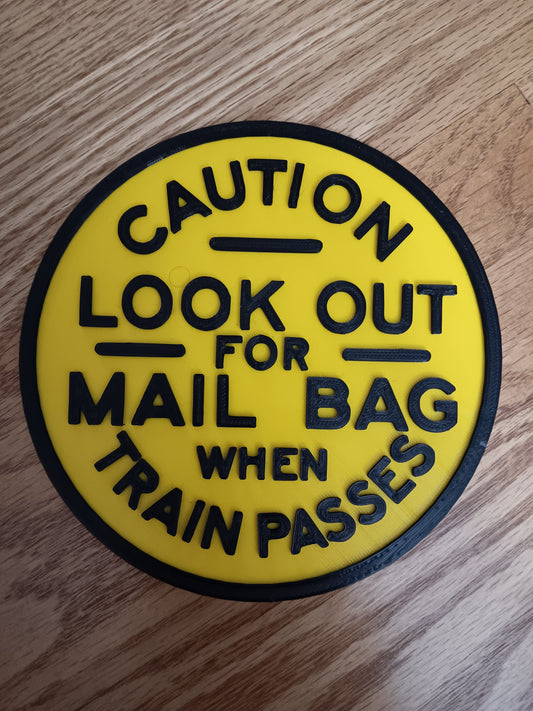 CAUTION
LOOK OUT
FOR
MAIL BAG
WHEN
TRAIN PASSES